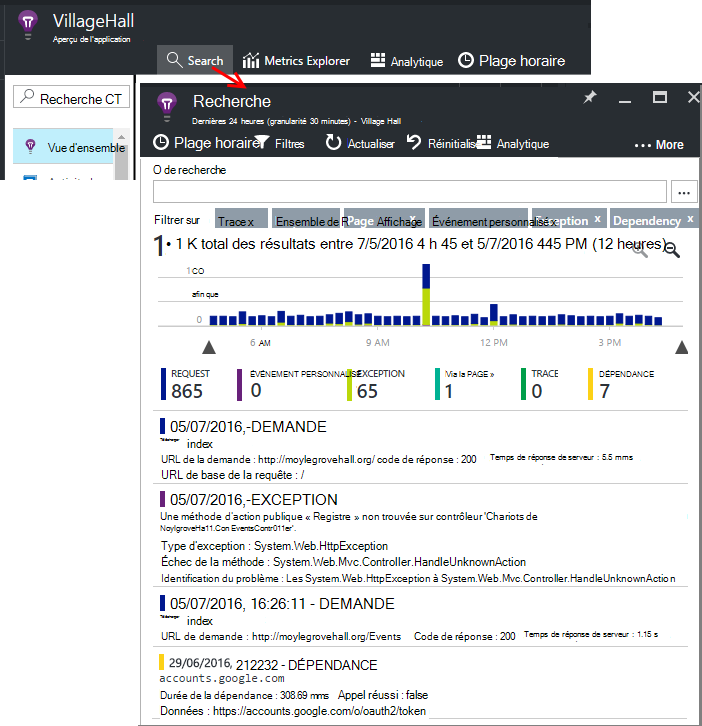 VillageHall
Aperçu de l'application
Search Metrics Explorer Analytique Plage horaire
Recherche CT
Vue d'ensemble
Recherche
Dernières 24 heures (granularité 30 minutes) - Village Hall
Plage horaire Filtres Actualiser Réinitialise Analytique ••• More
O de recherche
...
Filtrer sur Trace x Ensemble de R Page Affichage x Événement personnalisé x Exception x Dependency x
1• 1 K total des résultats entre 7/5/2016 4 h 45 et 5/7/2016 445 PM (12 heures)
1CO
afin que
0
6 AM 9 AM 12 PM 3 PM
REQUEST ÉVÉNEMENT PERSONNALISÉ EXCEPTION Via la PAGE » TRACE DÉPENDANCE
865 0 65 1 0 7
05/07/2016,-DEMANDE
index
URL de la demande : http://moylegrovehall.org/ code de réponse : 200 Temps de réponse de serveur : 5.5 mms
URL de base de la requête : /
05/07/2016,-EXCEPTION
Une méthode d'action publique « Registre » non trouvée sur contrôleur 'Chariots de
NoylgroveHa11.Con EventsContr011er'.
Type d'exception : System.Web.HttpException
Échec de la méthode : System.Web.Mvc.Controller.HandleUnknownAction
Identification du problème : Les System.Web.HttpException à System.Web.Mvc.Controller.HandleUnknownAction
05/07/2016, 16:26:11 - DEMANDE
index
URL de demande : http://moylegrovehall.org/Events Code de réponse : 200 Temps de réponse de serveur : 1.15 s
29/06/2016, 212232 - DÉPENDANCE
accounts.google.com
Durée de la dépendance : 308.69 mms Appel réussi : false
Données : https://accounts.google.com/o/oauth2/token